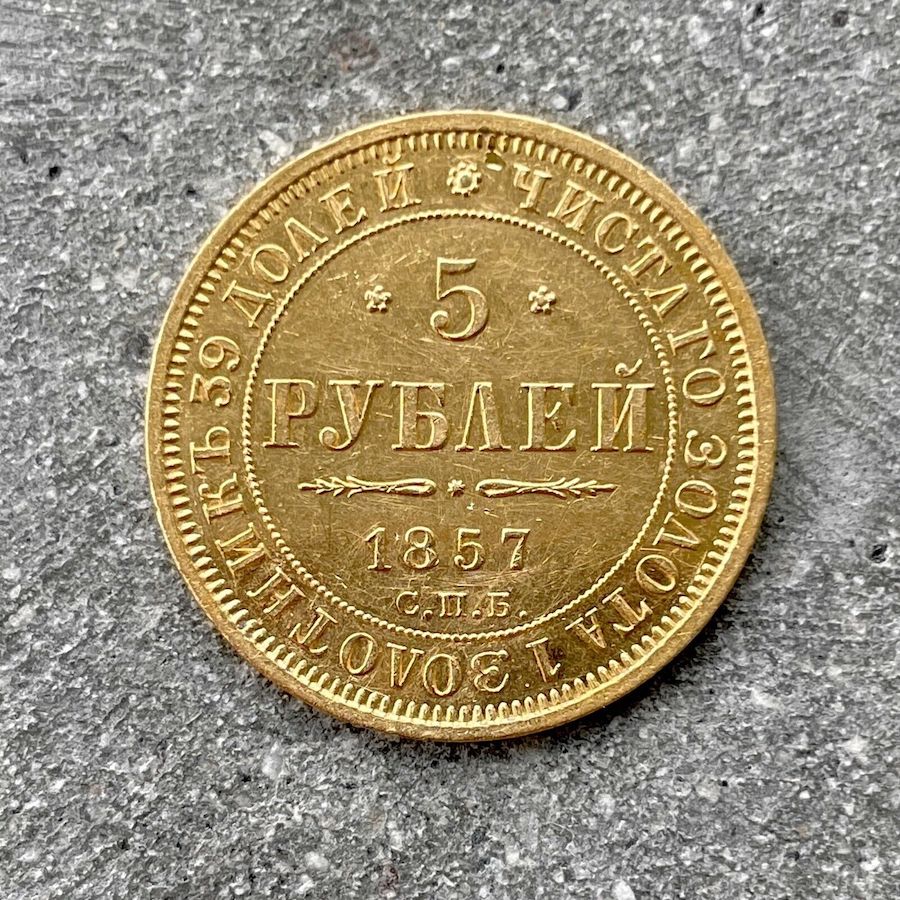 ЧИСТАГО ЗОЛОТА 1 ЗОЛОТНИКЪ 39 ДОЛЕЙ
5
РУБЛЕЙ
1857
С.П.Б.